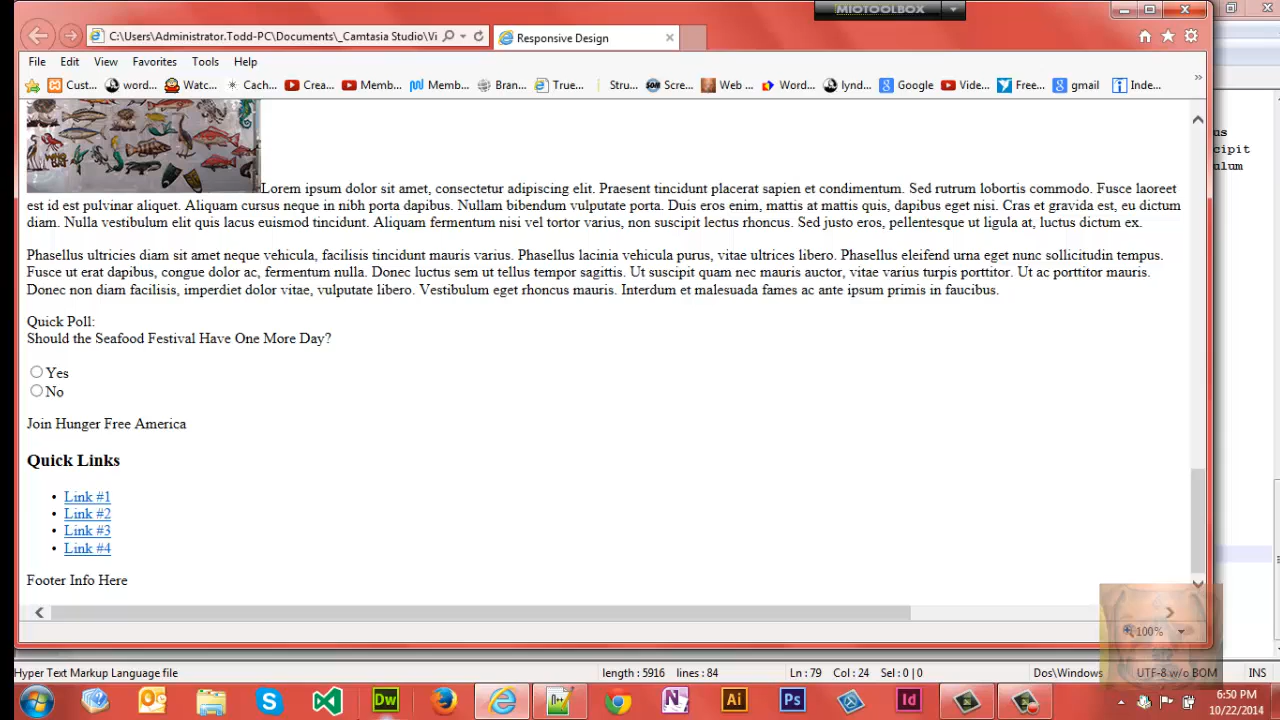 MIOTOOLBOX
C:\Users\Administrator.Todd-PC\Documents\_Camtasia Studio\Vi
Responsive Design
File Edit View Favorites Tools Help
Cust... word... Watc... Cach... Crea... Memb... Memb... Bran... True... Stru... Scre... Web ... Word... lynd... Google Vide... Free... gmail Inde... »
us
cipit
ulum
Lorem ipsum dolor sit amet, consectetur adipiscing elit. Praesent tincidunt placerat sapien et condimentum. Sed rutrum lobortis commodo. Fusce laoreet
est id est pulvinar aliquet. Aliquam cursus neque in nibh porta dapibus. Nullam bibendum vulputate porta. Duis eros enim, mattis at mattis quis, dapibus eget nisi. Cras et gravida est, eu dictum
diam. Nulla vestibulum elit quis lacus euismod tincidunt. Aliquam fermentum nisi vel tortor varius, non suscipit lectus rhoncus. Sed justo eros, pellentesque ut ligula at, luctus dictum ex.
Phasellus ultricies diam sit amet neque vehicula, facilisis tincidunt mauris varius. Phasellus lacinia vehicula purus, vitae ultrices libero. Phasellus eleifend urna eget nunc sollicitudin tempus.
Fusce ut erat dapibus, congue dolor ac, fermentum nulla. Donec luctus sem ut tellus tempor sagittis. Ut suscipit quam nec mauris auctor, vitae varius turpis porttitor. Ut ac porttitor mauris.
Donec non diam facilisis, imperdiet dolor vitae, vulputate libero. Vestibulum eget rhoncus mauris. Interdum et malesuada fames ac ante ipsum primis in faucibus.
Quick Poll:
Should the Seafood Festival Have One More Day?
Yes
No
Join Hunger Free America
Quick Links
• Link #1
• Link #2
• Link #3
• Link #4
Footer Info Here
100%
Hyper Text Markup Language file length : 5916 lines : 84 Ln : 79 Col : 24 Sel : 0 | 0 Dos\Windows UTF-8 w/o BOM INS
Dw Ai Ps Id
6:50 PM
10/22/2014